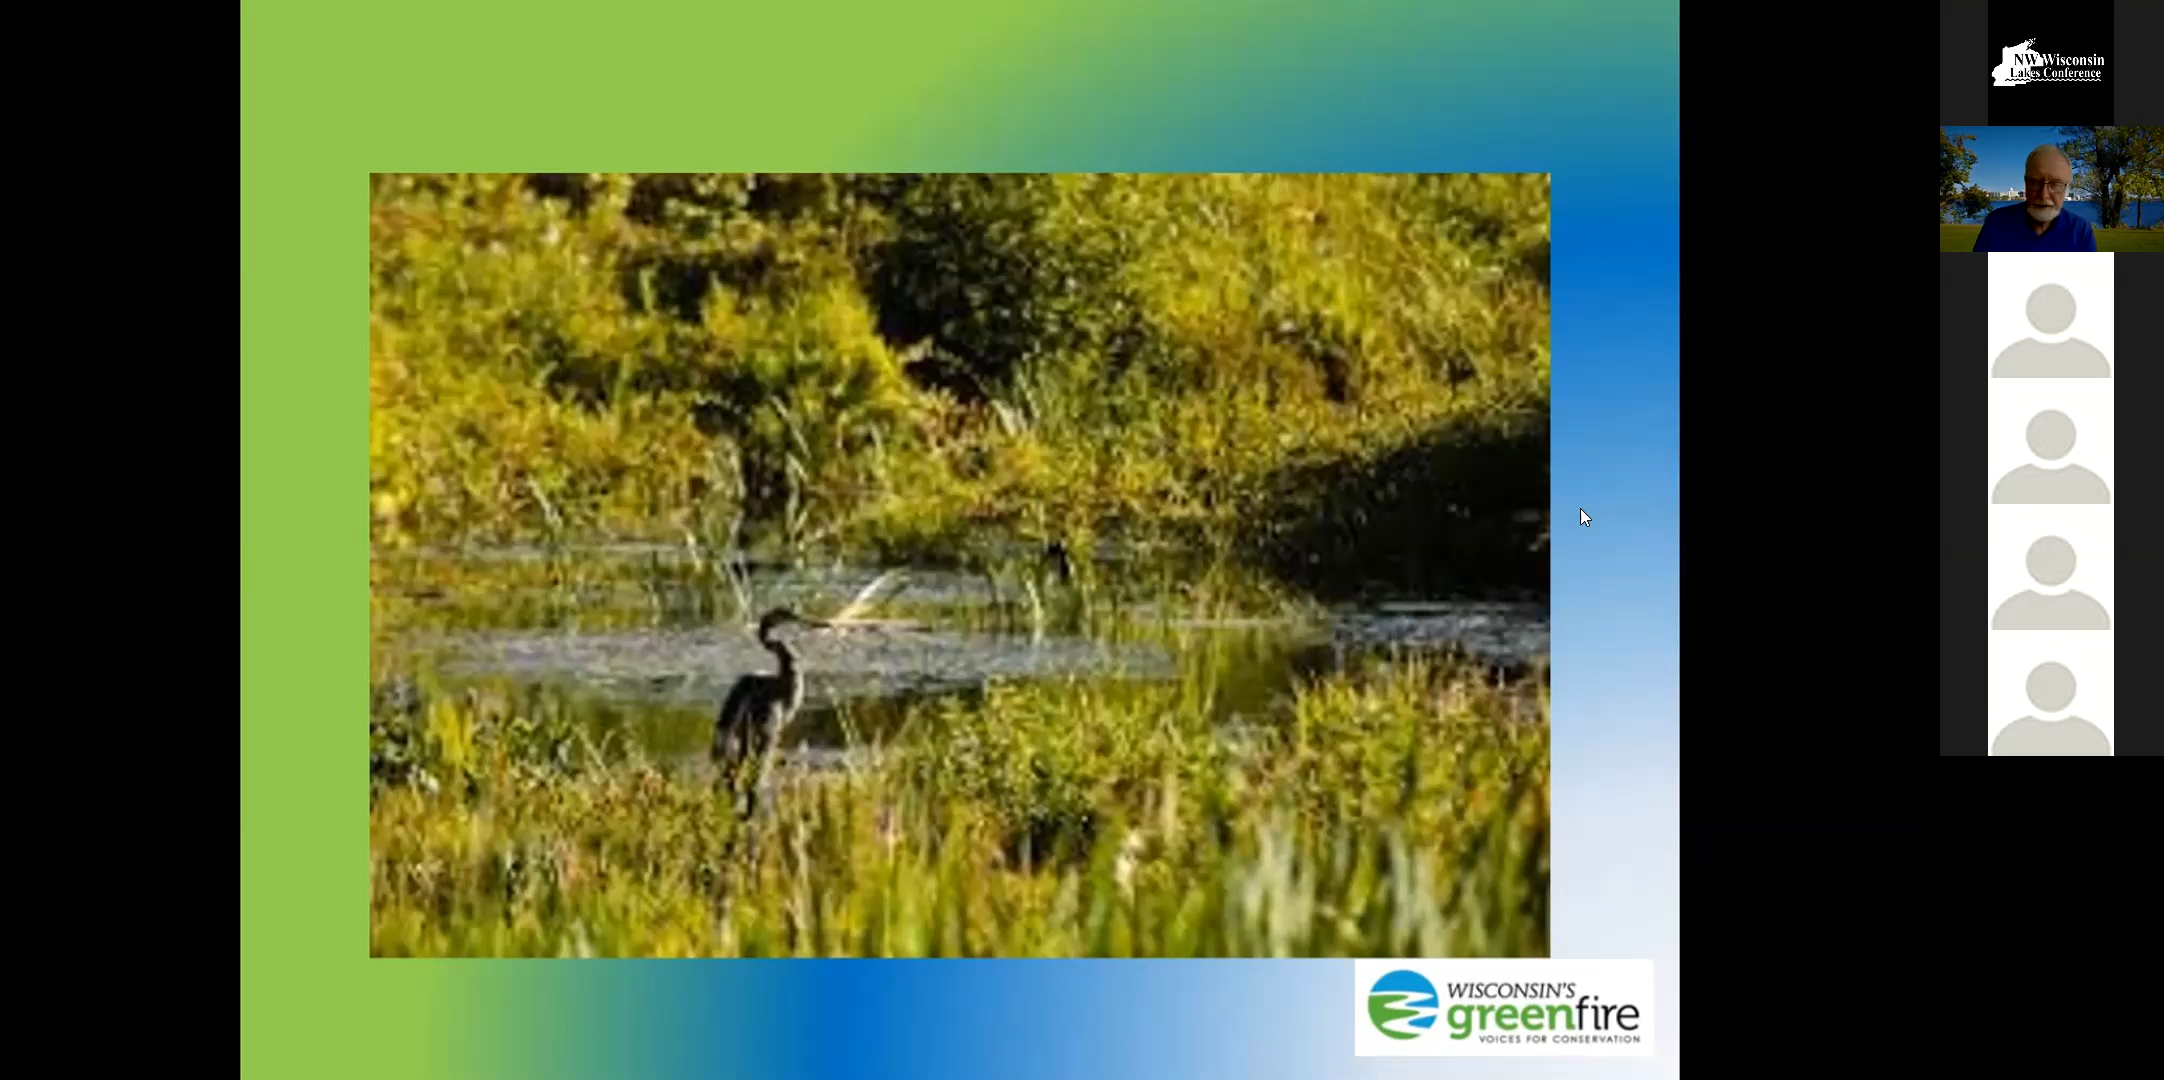 NW Wisconsin
Lakes Conference
WISCONSIN'S
greenfire
VOICES FOR CONSERVATION